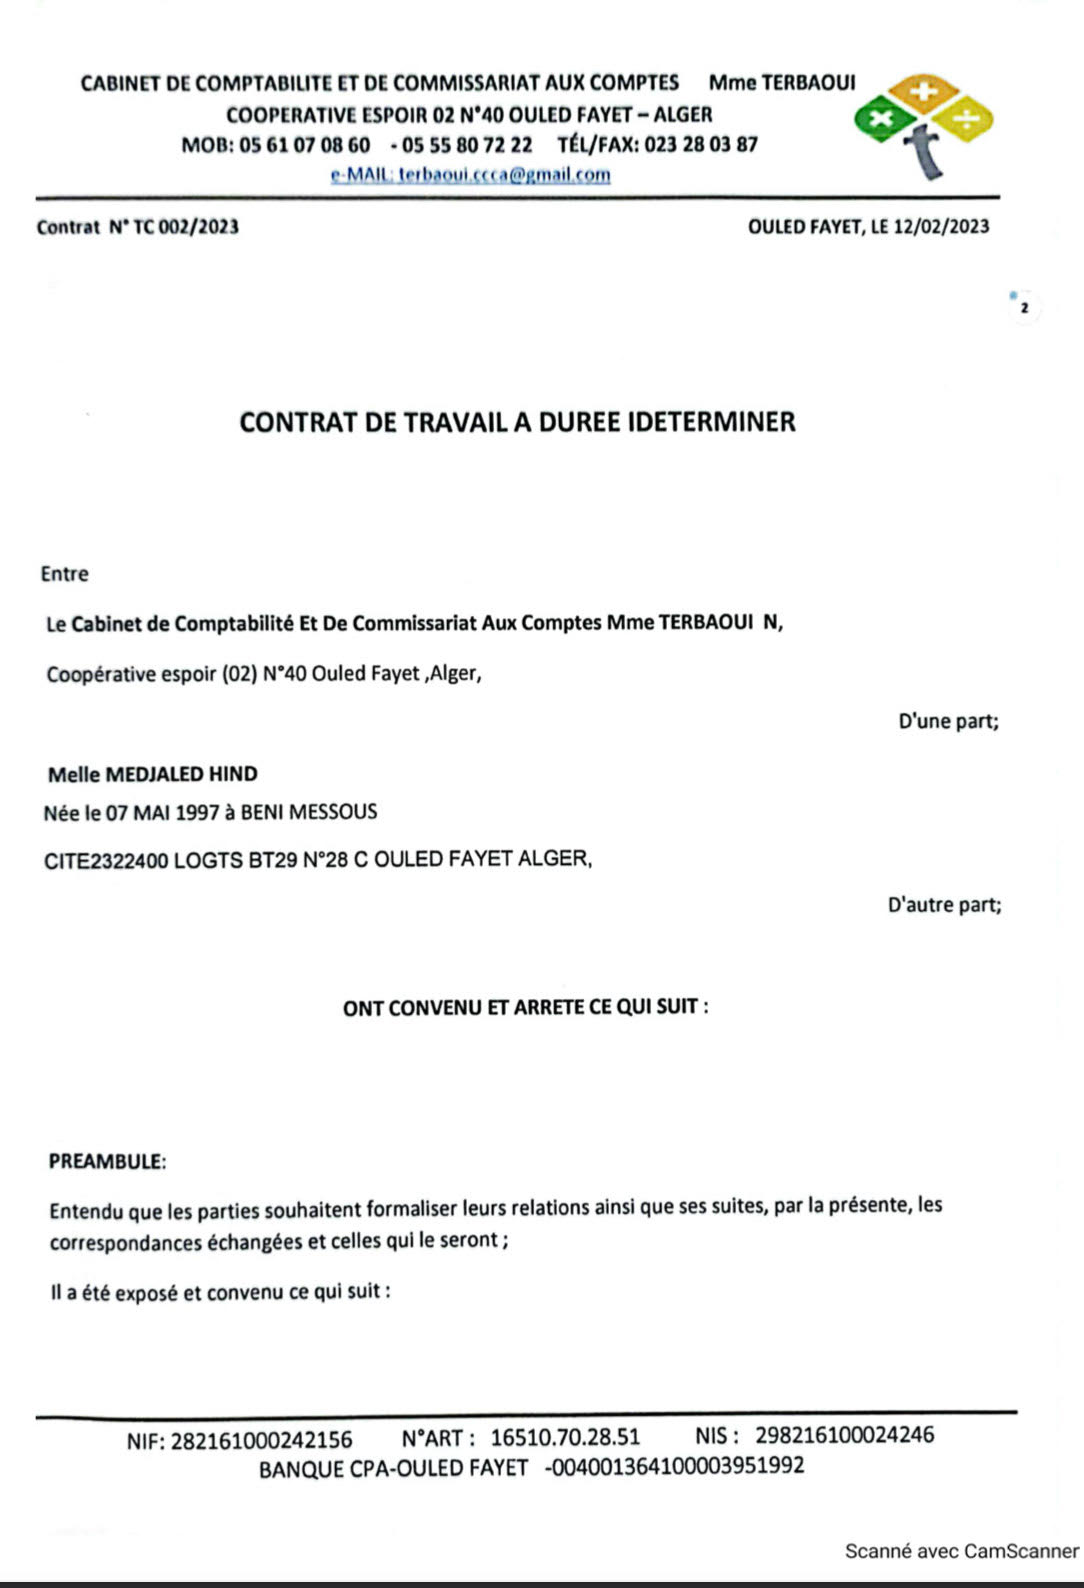 CABINET DE COMPTABILITE ET DE COMMISSARIAT AUX COMPTES Mme TERBAOUI
COOPERATIVE ESPOIR 02 N°40 OULED FAYET – ALGER
MOB: 05 61 07 08 60 - 05 55 80 72 22 TÉL/FAX: 023 28 03 87
e-MAIL: terbaoui.ccca@gmail.com
Contrat N° TC 002/2023 OULED FAYET, LE 12/02/2023
2
CONTRAT DE TRAVAIL A DUREE IDETERMINER
Entre
Le Cabinet de Comptabilité Et De Commissariat Aux Comptes Mme TERBAOUI N,
Coopérative espoir (02) N°40 Ouled Fayet ,Alger,
D'une part;
Melle MEDJALED HIND
Née le 07 MAI 1997 à BENI MESSOUS
CITE2322400 LOGTS BT29 N°28 C OULED FAYET ALGER,
D'autre part;
ONT CONVENU ET ARRETE CE QUI SUIT :
PREAMBULE:
Entendu que les parties souhaitent formaliser leurs relations ainsi que ses suites, par la présente, les
correspondances échangées et celles qui le seront ;
Il a été exposé et convenu ce qui suit :
NIF: 282161000242156 N°ART : 16510.70.28.51 NIS : 298216100024246
BANQUE CPA-OULED FAYET -004001364100003951992
Scanné avec CamScanner